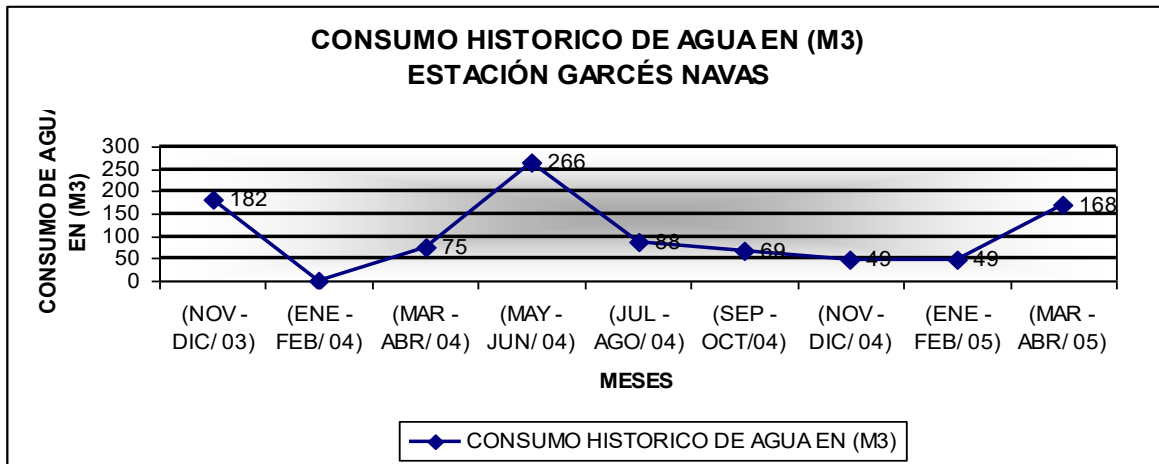 CONSUMO HISTORICO DE AGUA EN (M3)
ESTACIÓN GARCÉS NAVAS
CONSUMO DE AGUA
EN (M3)
300
250
200
150
100
50
0
182
75
266
88
69
49
49
168
(NOV -
DIC/ 03)
(ENE -
FEB/ 04)
(MAR -
ABR/ 04)
(MAY -
JUN/ 04)
(JUL -
AGO/ 04)
(SEP -
OCT/04)
(NOV -
DIC/ 04)
(ENE -
FEB/ 05)
(MAR -
ABR/ 05)
MESES
CONSUMO HISTORICO DE AGUA EN (M3)